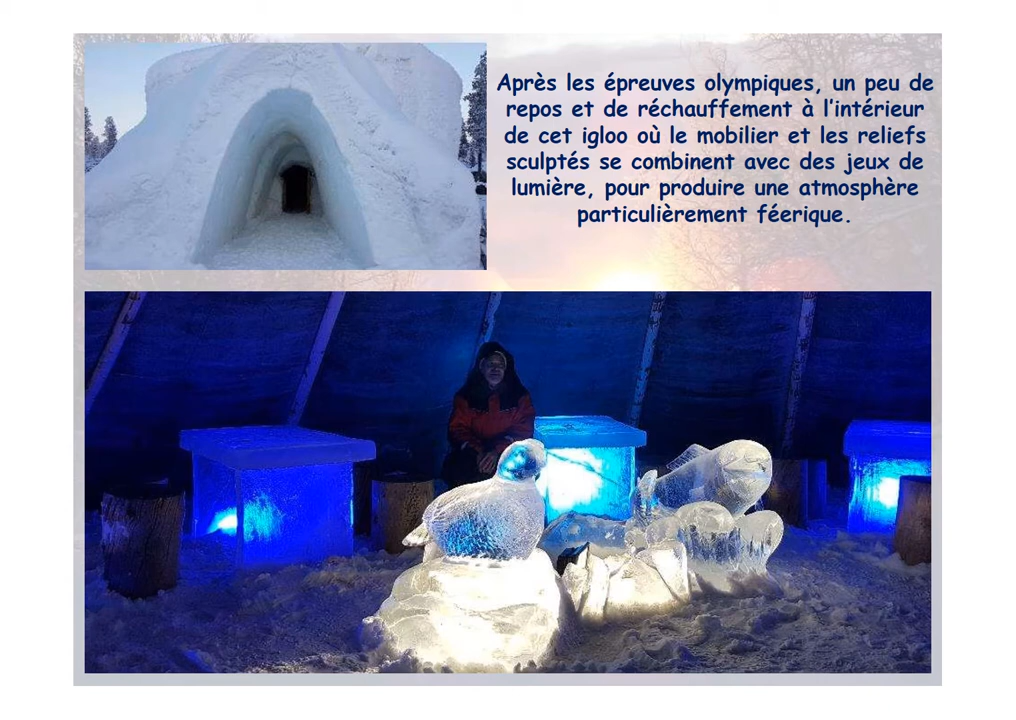 Après les épreuves olympiques, un peu de
repos et de réchauffement à l'intérieur
de cet igloo où le mobilier et les reliefs
sculptés se combinent avec des jeux de
lumière, pour produire une atmosphère
particulièrement féerique.